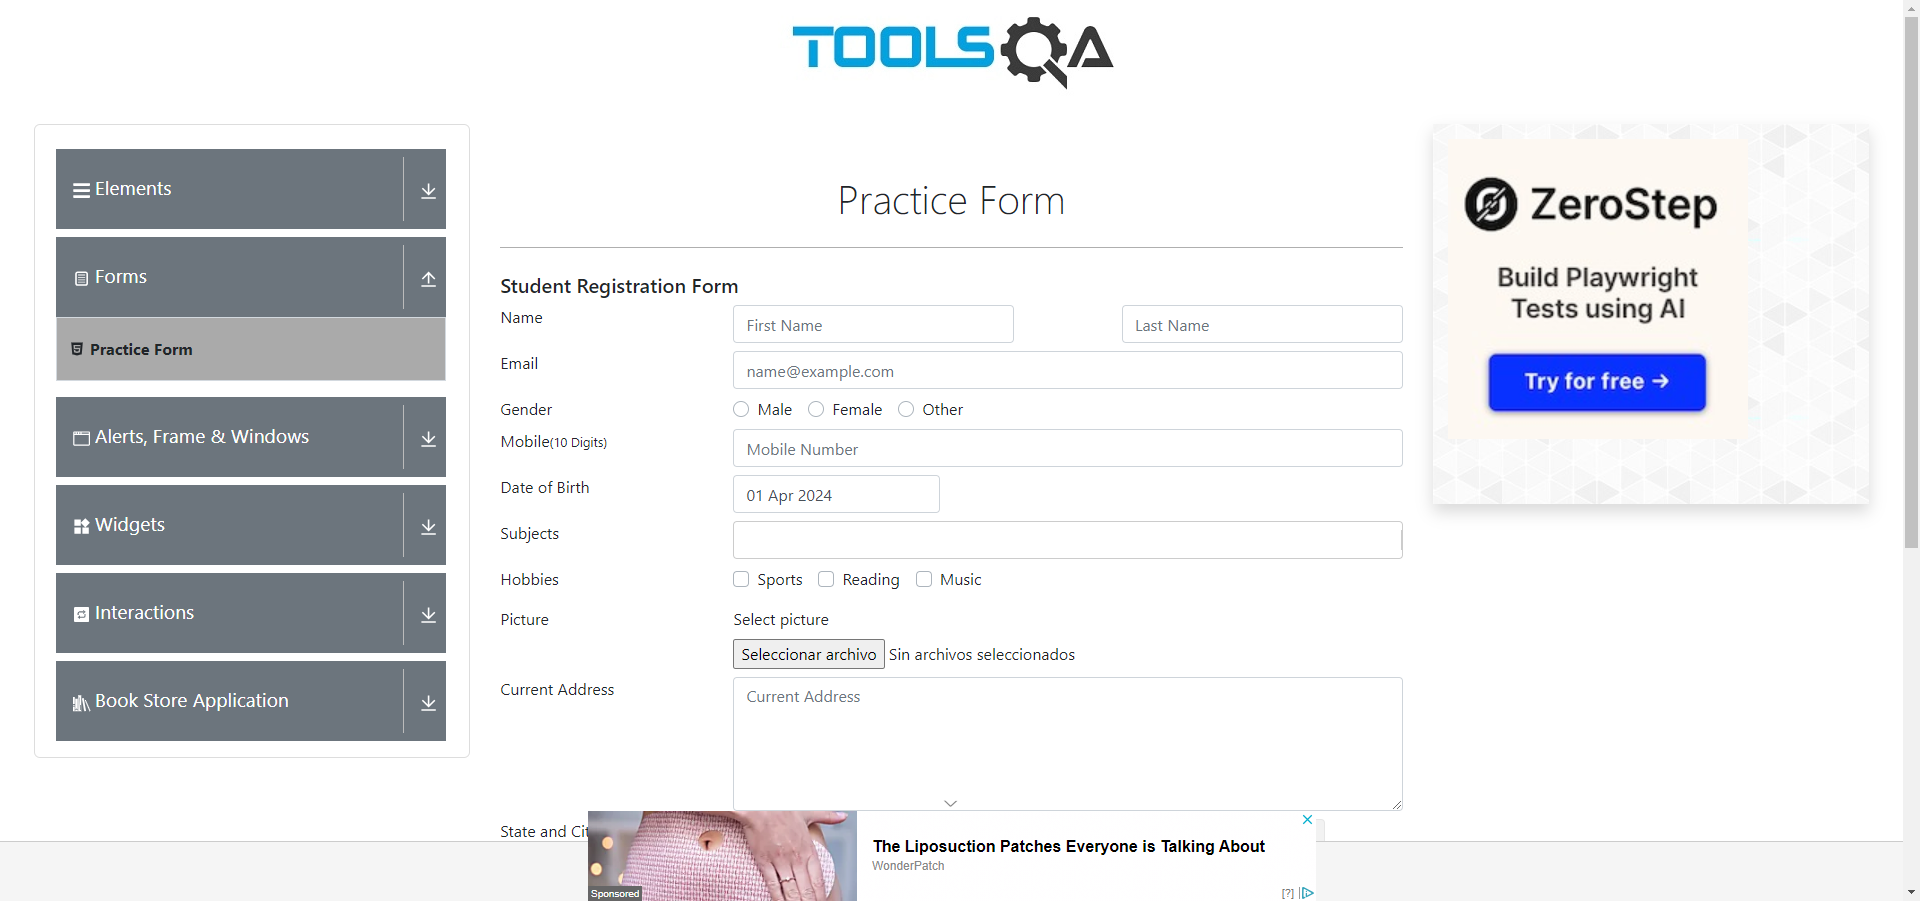 TOOLSQA
Elements
Forms
Practice Form
Alerts, Frame & Windows
Widgets
Interactions
Book Store Application
Practice Form
Student Registration Form
Name
First Name
Last Name
Email
name@example.com
Gender
Male
Female
Other
Mobile(10 Digits)
Mobile Number
Date of Birth
01 Apr 2024
Subjects
Hobbies
Sports
Reading
Music
Picture
Select picture
Seleccionar archivo Sin archivos seleccionados
Current Address
Current Address
State and Cit
ZeroStep
Build Playwright
Tests using AI
Try for free →
The Liposuction Patches Everyone is Talking About
WonderPatch
Sponsored
[?]